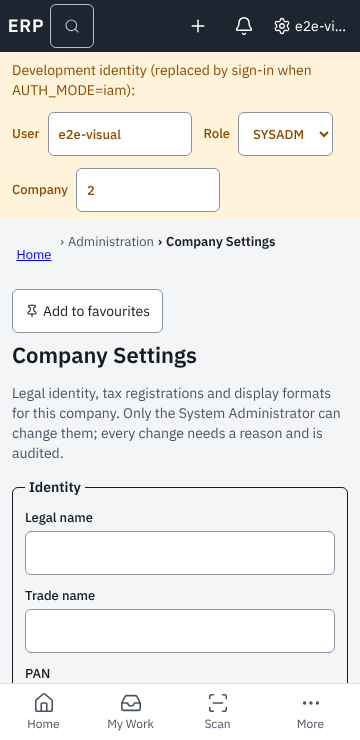 ERP e2e-vi...
Development identity (replaced by sign-in when
AUTH_MODE=iam):
User e2e-visual Role SYSADM
Company 2
Home › Administration › Company Settings
Add to favourites
Company Settings
Legal identity, tax registrations and display formats
for this company. Only the System Administrator can
change them; every change needs a reason and is
audited.
Identity
Legal name
Trade name
PAN
Home My Work Scan More